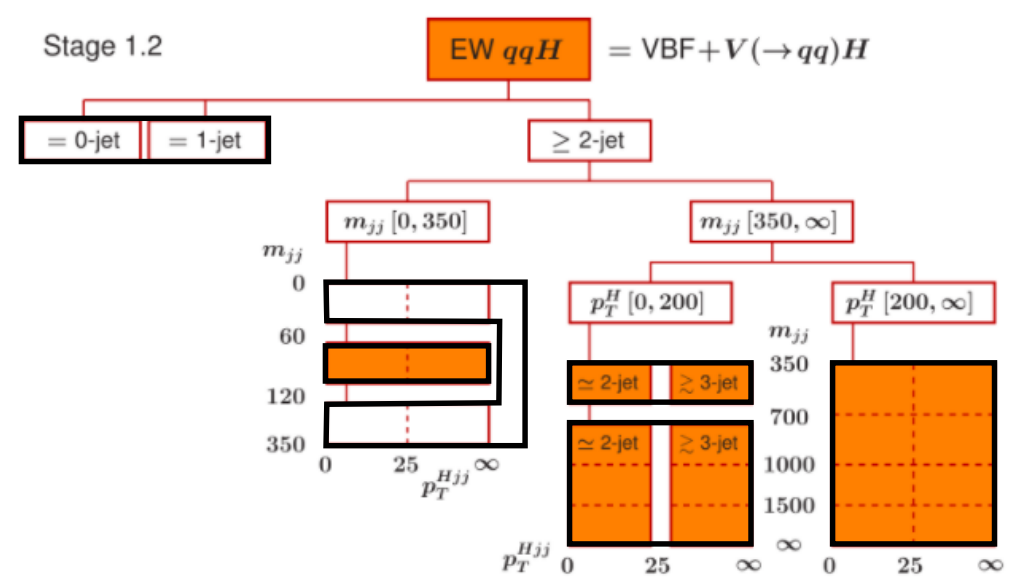 Stage 1.2
EW qqH = VBF+V(→qq)H
= 0-jet = 1-jet ≥ 2-jet
m_jj [0, 350] m_jj [350, ∞]
p_T^H [0, 200] p_T^H [200, ∞]
m_jj
0
60
120
350
0 25 ∞
p_T^Hjj
≃ 2-jet ≳ 3-jet
≃ 2-jet ≳ 3-jet
m_jj
350
700
1000
1500
∞
p_T^Hjj 0 25 ∞
0 25 ∞